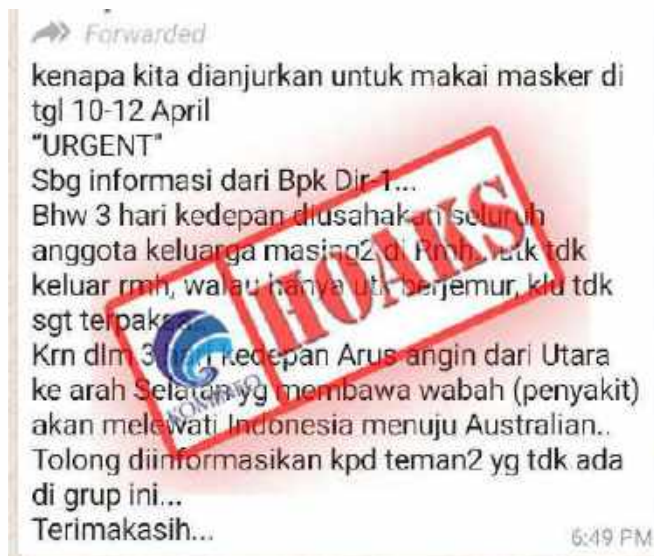 Forwarded
kenapa kita dianjurkan untuk makai masker di
tgl 10-12 April
"URGENT"
Sbg informasi dari Bpk Dir-1...
Bhw 3 hari kedepan diusahakan seluruh
anggota keluarga masing2 di Rmh.. utk tdk
keluar rmh, walau hanya utk berjemur, klu tdk
sgt terpaksa..
Krn dlm 3 hari kedepan Arus angin dari Utara
ke arah Selatan yg membawa wabah (penyakit)
akan melewati Indonesia menuju Australian..
Tolong diinformasikan kpd teman2 yg tdk ada
di grup ini...
Terimakasih...
6:49 PM
HOAKS
KOMINFO